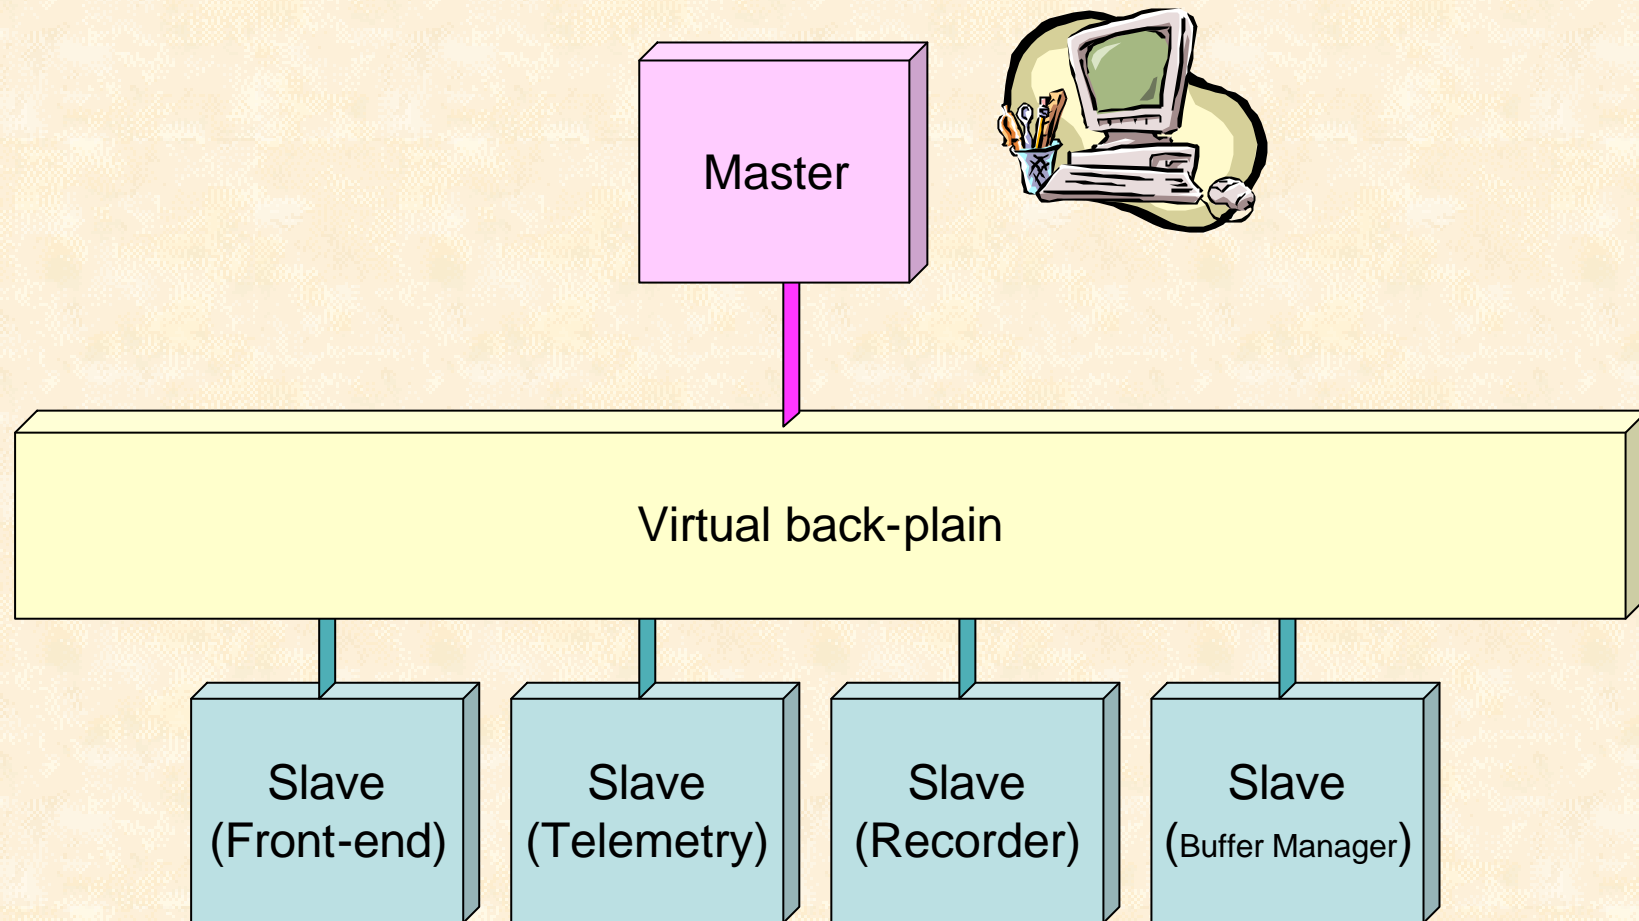 Master
Virtual back-plain
Slave
(Front-end)
Slave
(Telemetry)
Slave
(Recorder)
Slave
(Buffer Manager)